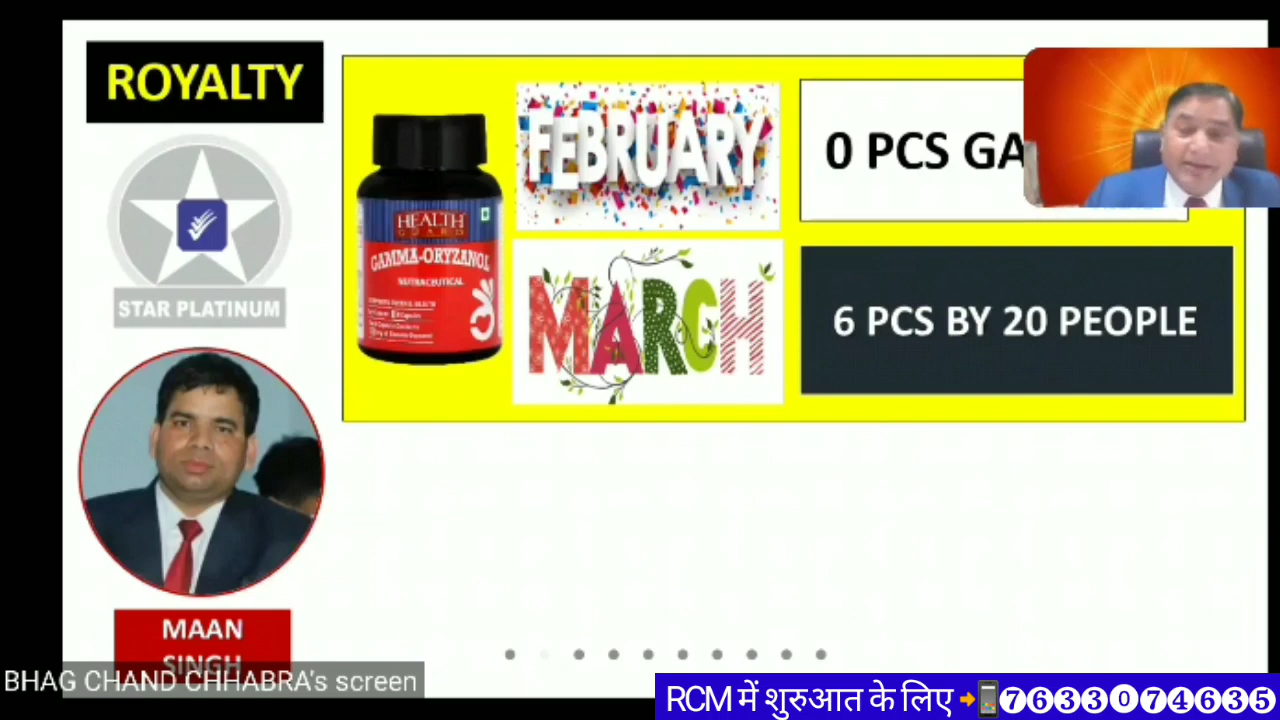 ROYALTY
STAR PLATINUM
HEALTH
GUARD
GAMMA-ORYZANOL
NUTRACEUTICAL
FEBRUARY
0 PCS GA
MARCH
6 PCS BY 20 PEOPLE
MAAN
SINGH
BHAG CHAND CHHABRA's screen
RCM में शुरुआत के लिए 7633074635